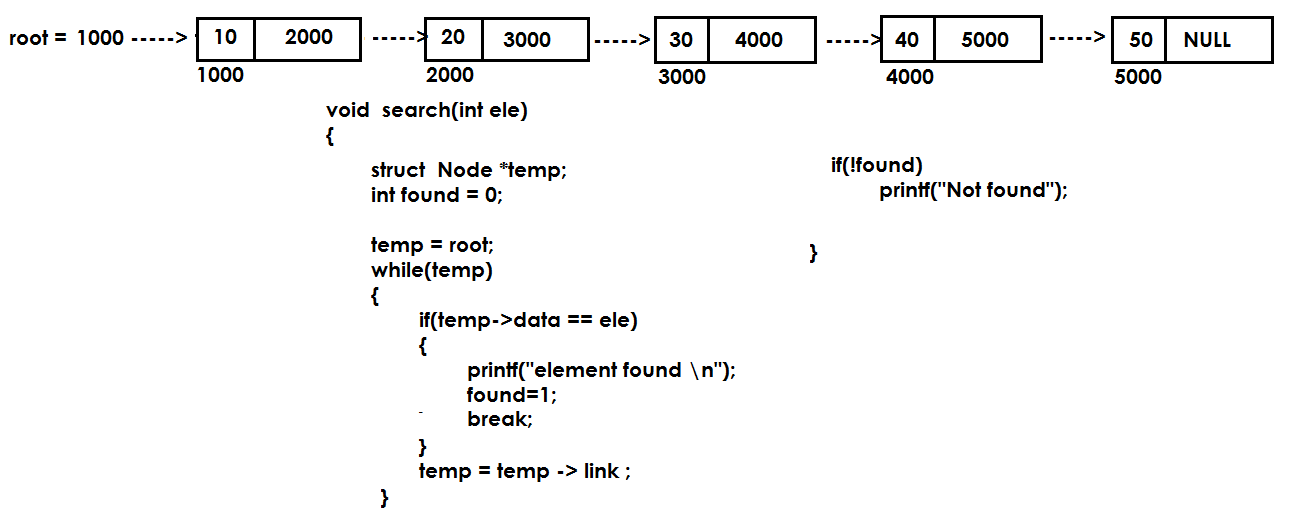 root = 1000 -----> 10 2000 -----> 20 3000 -----> 30 4000 -----> 40 5000 -----> 50 NULL
1000 2000 3000 4000 5000
void search(int ele)
{
struct Node *temp;
int found = 0;
temp = root;
while(temp)
{
if(temp->data == ele)
{
printf("element found \n");
found=1;
break;
}
temp = temp -> link ;
}
if(!found)
printf("Not found");
}